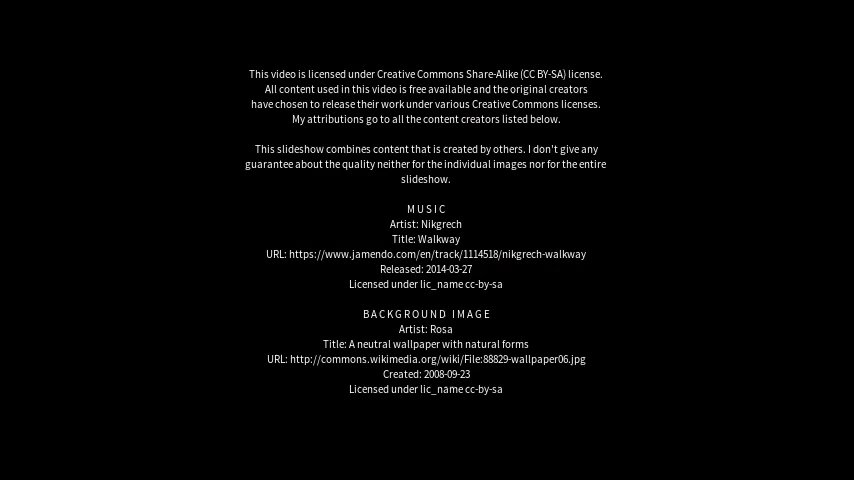 This video is licensed under Creative Commons Share-Alike (CC BY-SA) license.
All content used in this video is free available and the original creators
have chosen to release their work under various Creative Commons licenses.
My attributions go to all the content creators listed below.
This slideshow combines content that is created by others. I don't give any
guarantee about the quality neither for the individual images nor for the entire
slideshow.
MUSIC
Artist: Nikgrech
Title: Walkway
URL: https://www.jamendo.com/en/track/1114518/nikgrech-walkway
Released: 2014-03-27
Licensed under lic_name cc-by-sa
BACKGROUND IMAGE
Artist: Rosa
Title: A neutral wallpaper with natural forms
URL: http://commons.wikimedia.org/wiki/File:88829-wallpaper06.jpg
Created: 2008-09-23
Licensed under lic_name cc-by-sa